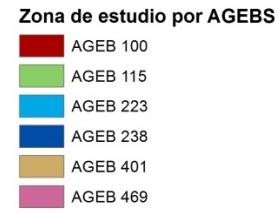 Zona de estudio por AGEBS
AGEB 100
AGEB 115
AGEB 223
AGEB 238
AGEB 401
AGEB 469